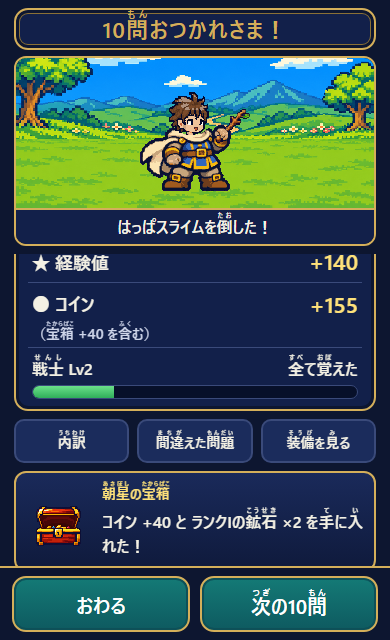 10問おつかれさま！
はっぱスライムを倒した！
★ 経験値 +140
● コイン +155
（宝箱 +40 を含む）
戦士 Lv2 全て覚えた
内訳 間違えた問題 装備を見る
朝星の宝箱
コイン +40 と ランクIの鉱石 ×2 を手に入
れた！
おわる 次の10問